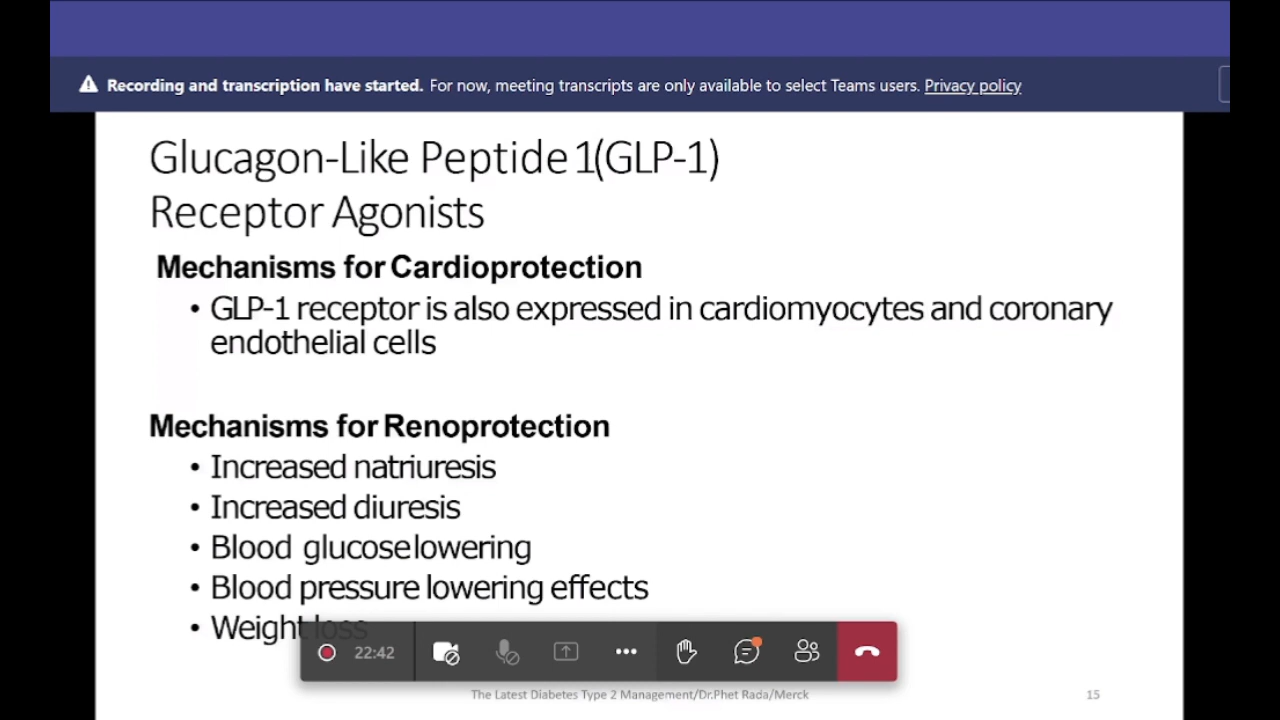 Recording and transcription have started. For now, meeting transcripts are only available to select Teams users. Privacy policy
Glucagon-Like Peptide 1(GLP-1)
Receptor Agonists
Mechanisms for Cardioprotection
• GLP-1 receptor is also expressed in cardiomyocytes and coronary
endothelial cells
Mechanisms for Renoprotection
• Increased natriuresis
• Increased diuresis
• Blood glucose lowering
• Blood pressure lowering effects
• Weight loss
22:42
The Latest Diabetes Type 2 Management/Dr.Phet Rada/Merck
15